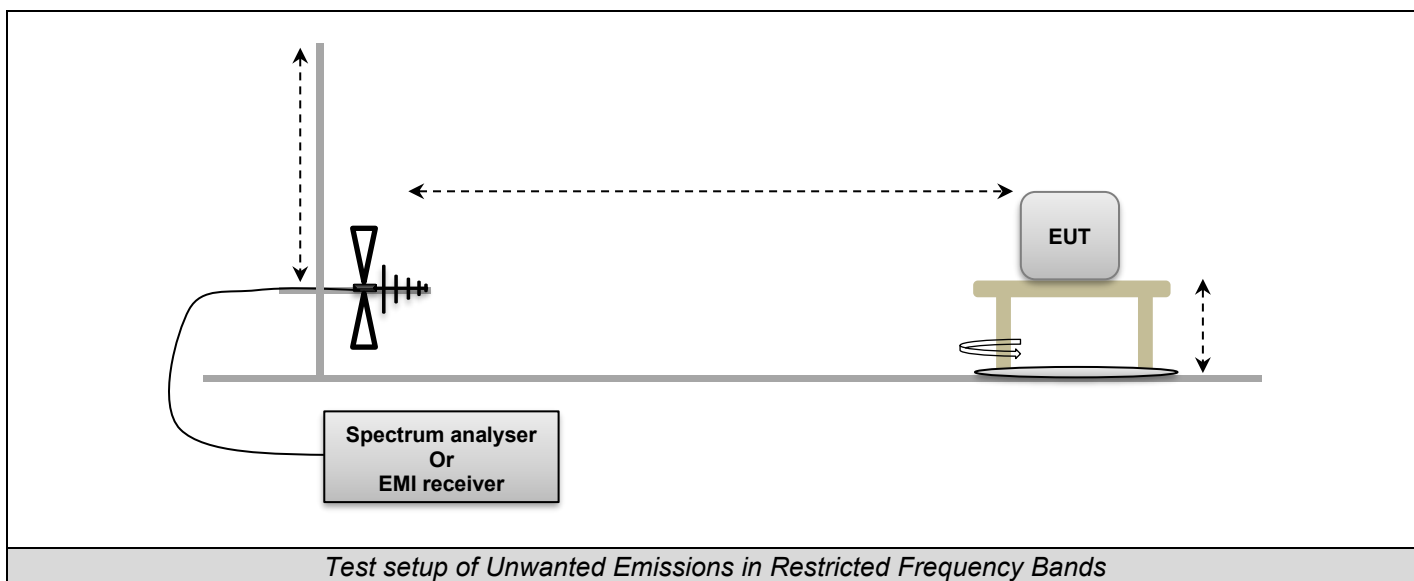 EUT
Spectrum analyser
Or
EMI receiver
Test setup of Unwanted Emissions in Restricted Frequency Bands